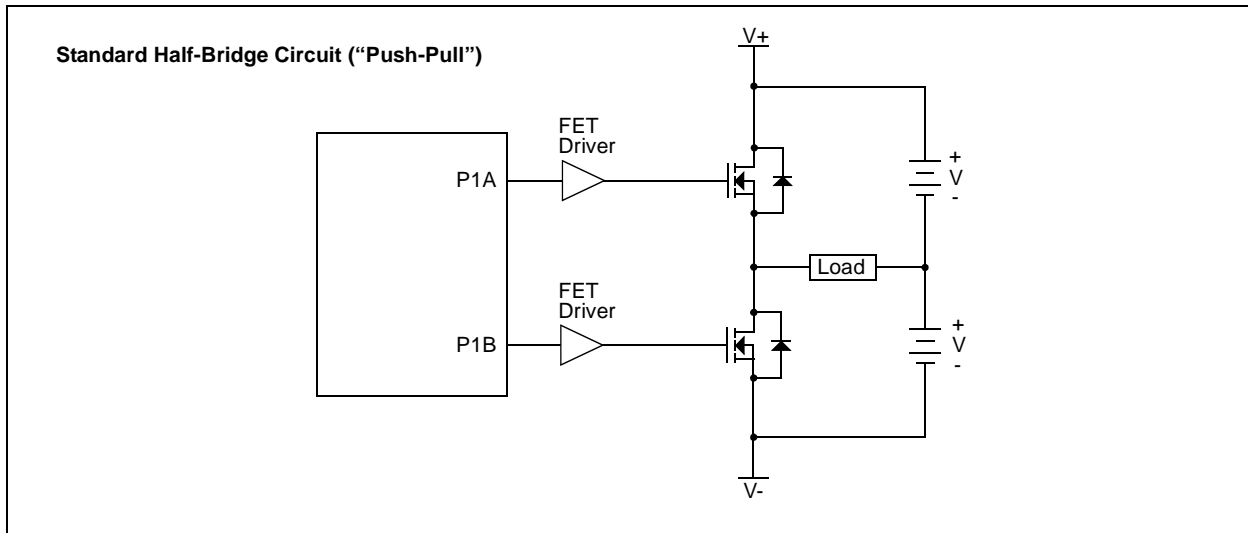 Standard Half-Bridge Circuit (“Push-Pull”)
V+
FET
Driver
P1A
+
V
-
Load
FET
Driver
P1B
+
V
-
V-